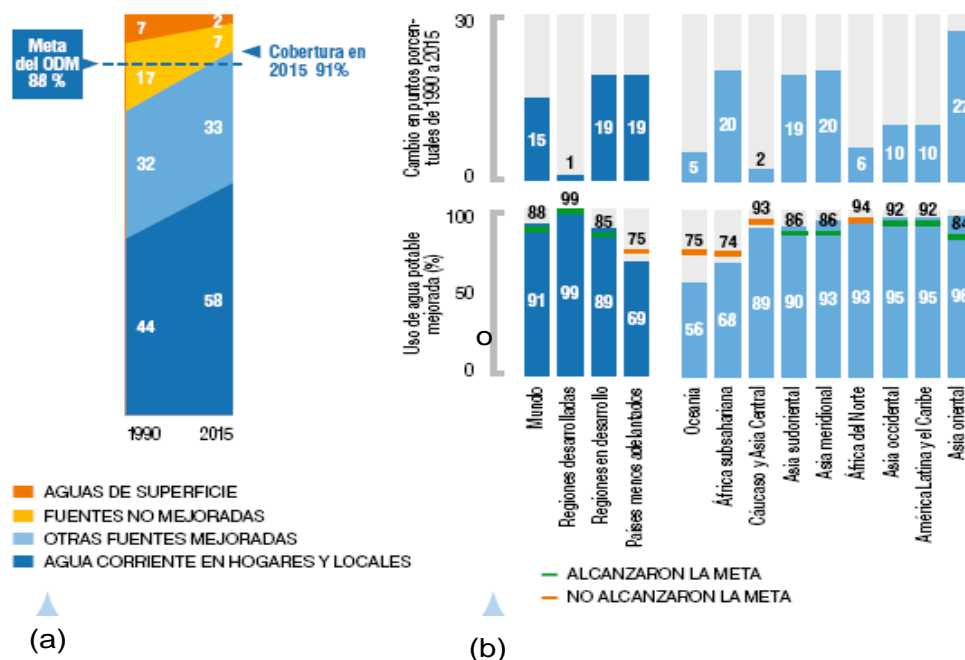 7
2
Meta
del ODM
88 %
7
Cobertura en
2015 91%
17
33
32
58
44
1990
2015
AGUAS DE SUPERFICIE
FUENTES NO MEJORADAS
OTRAS FUENTES MEJORADAS
AGUA CORRIENTE EN HOGARES Y LOCALES
(a)
Cambio en puntos porcen-
tuales de 1990 a 2015
30
0
15
1
19
19
5
20
2
19
20
6
10
10
Uso de agua potable
mejorada (%)
100
50
O
0
88
99
85
75
75
74
93
86
86
94
92
92
84
91
99
89
69
56
68
89
90
93
93
95
95
96
Mundo
Regiones desarrolladas
Regiones en desarrollo
Países menos adelantados
Oceanía
África subsahariana
Cáucaso y Asia Central
Asia sudoriental
Asia meridional
África del Norte
Asia occidental
América Latina y el Caribe
Asia oriental
ALCANZARON LA META
NO ALCANZARON LA META
(b)